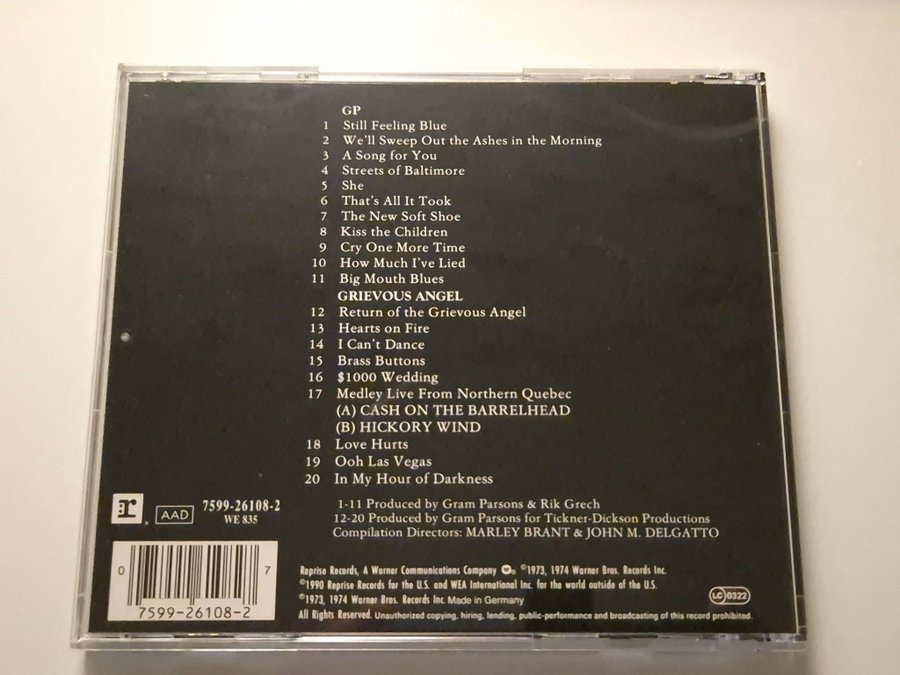 GP
1 Still Feeling Blue
2 We'll Sweep Out the Ashes in the Morning
3 A Song for You
4 Streets of Baltimore
5 She
6 That's All It Took
7 The New Soft Shoe
8 Kiss the Children
9 Cry One More Time
10 How Much I've Lied
11 Big Mouth Blues
GRIEVOUS ANGEL
12 Return of the Grievous Angel
13 Hearts on Fire
14 I Can't Dance
15 Brass Buttons
16 $1000 Wedding
17 Medley Live From Northern Quebec
(A) CASH ON THE BARRELHEAD
(B) HICKORY WIND
18 Love Hurts
19 Ooh Las Vegas
20 In My Hour of Darkness
r AAD 7599-26108-2
WE 835
1-11 Produced by Gram Parsons & Rik Grech
12-20 Produced by Gram Parsons for Tickner-Dickson Productions
Compilation Directors: MARLEY BRANT & JOHN M. DELGATTO
0 7
7599-26108-2
Reprise Records, A Warner Communications Company ℗1973, 1974 Warner Bros. Records Inc.
©1990 Reprise Records for the U.S. and WEA International Inc. for the world outside of the U.S.
©1973, 1974 Warner Bros. Records Inc. Made in Germany
LC 0322
All Rights Reserved. Unauthorized copying, hiring, lending, public-performance and broadcasting of this record prohibited.